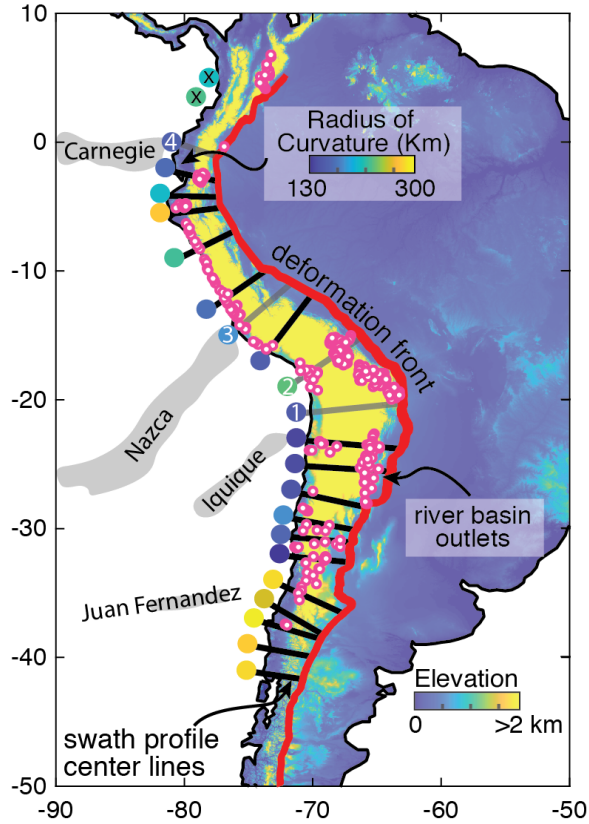 10
0
-10
-20
-30
-40
-50
-90
-80
-70
-60
-50
X
X
4
Carnegie
Radius of
Curvature (Km)
130
300
deformation front
3
2
1
Nazca
Iquique
river basin
outlets
Juan Fernandez
Elevation
0
>2 km
swath profile
center lines